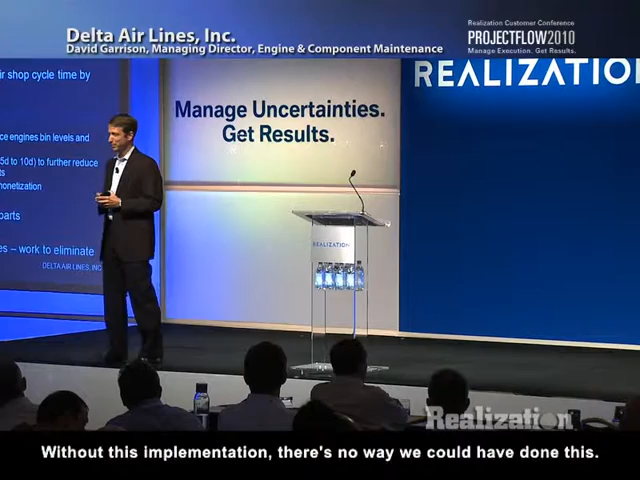 Delta Air Lines, Inc.
David Garrison, Managing Director, Engine & Component Maintenance
Realization Customer Conference
PROJECTFLOW2010
Manage Execution. Get Results.
ir shop cycle time by
ce engines bin levels and
5d to 10d) to further reduce
ts
monetization
parts
es – work to eliminate
DELTA AIR LINES, INC
Manage Uncertainties.
Get Results.
REALIZATIO
REALIZATION
Realization
Without this implementation, there's no way we could have done this.